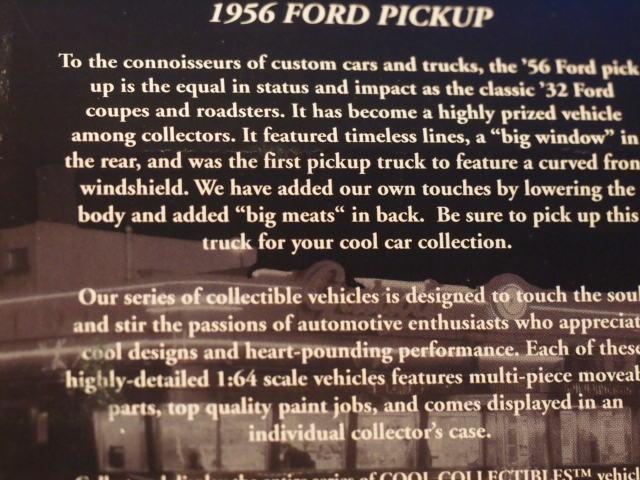 1956 FORD PICKUP
To the connoisseurs of custom cars and trucks, the '56 Ford pick
up is the equal in status and impact as the classic '32 Ford
coupes and roadsters. It has become a highly prized vehicle
among collectors. It featured timeless lines, a “big window” in
the rear, and was the first pickup truck to feature a curved fron
windshield. We have added our own touches by lowering the
body and added “big meats“ in back. Be sure to pick up this
truck for your cool car collection.
Our series of collectible vehicles is designed to touch the soul
and stir the passions of automotive enthusiasts who appreciat
cool designs and heart-pounding performance. Each of these
highly-detailed 1:64 scale vehicles features multi-piece moveab
parts, top quality paint jobs, and comes displayed in an
individual collector's case.
the entire series of COOL COLLECTIBLES™ vehicl